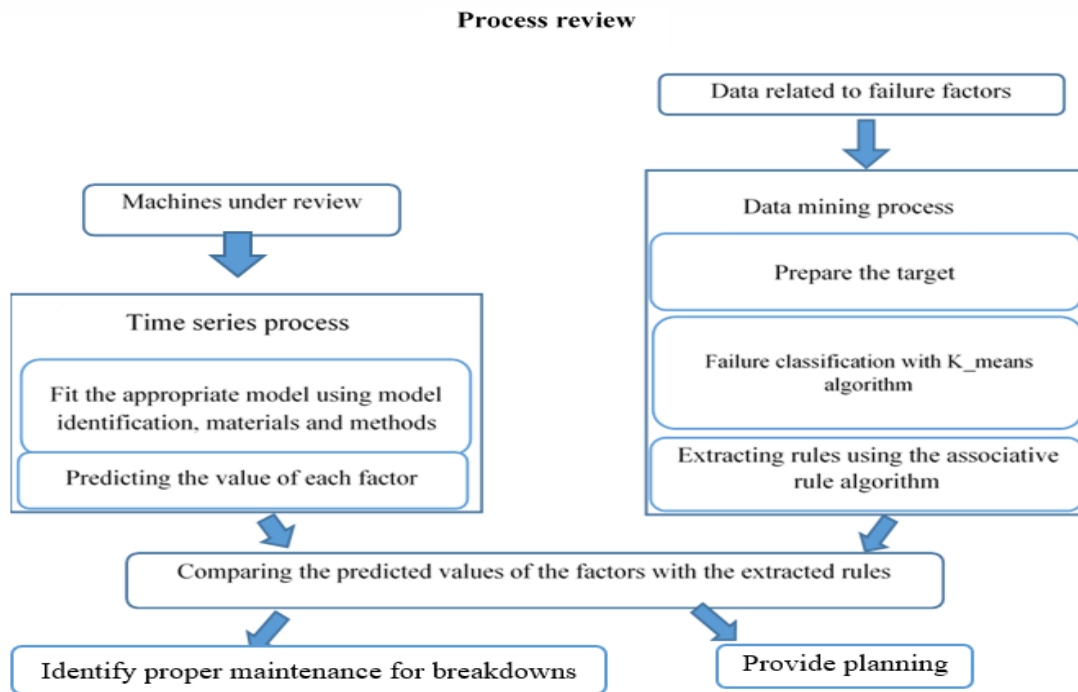 Process review
Data related to failure factors
Machines under review
Data mining process
Prepare the target
Time series process
Failure classification with K_means
algorithm
Fit the appropriate model using model
identification, materials and methods
Predicting the value of each factor
Extracting rules using the associative
rule algorithm
Comparing the predicted values of the factors with the extracted rules
Identify proper maintenance for breakdowns
Provide planning